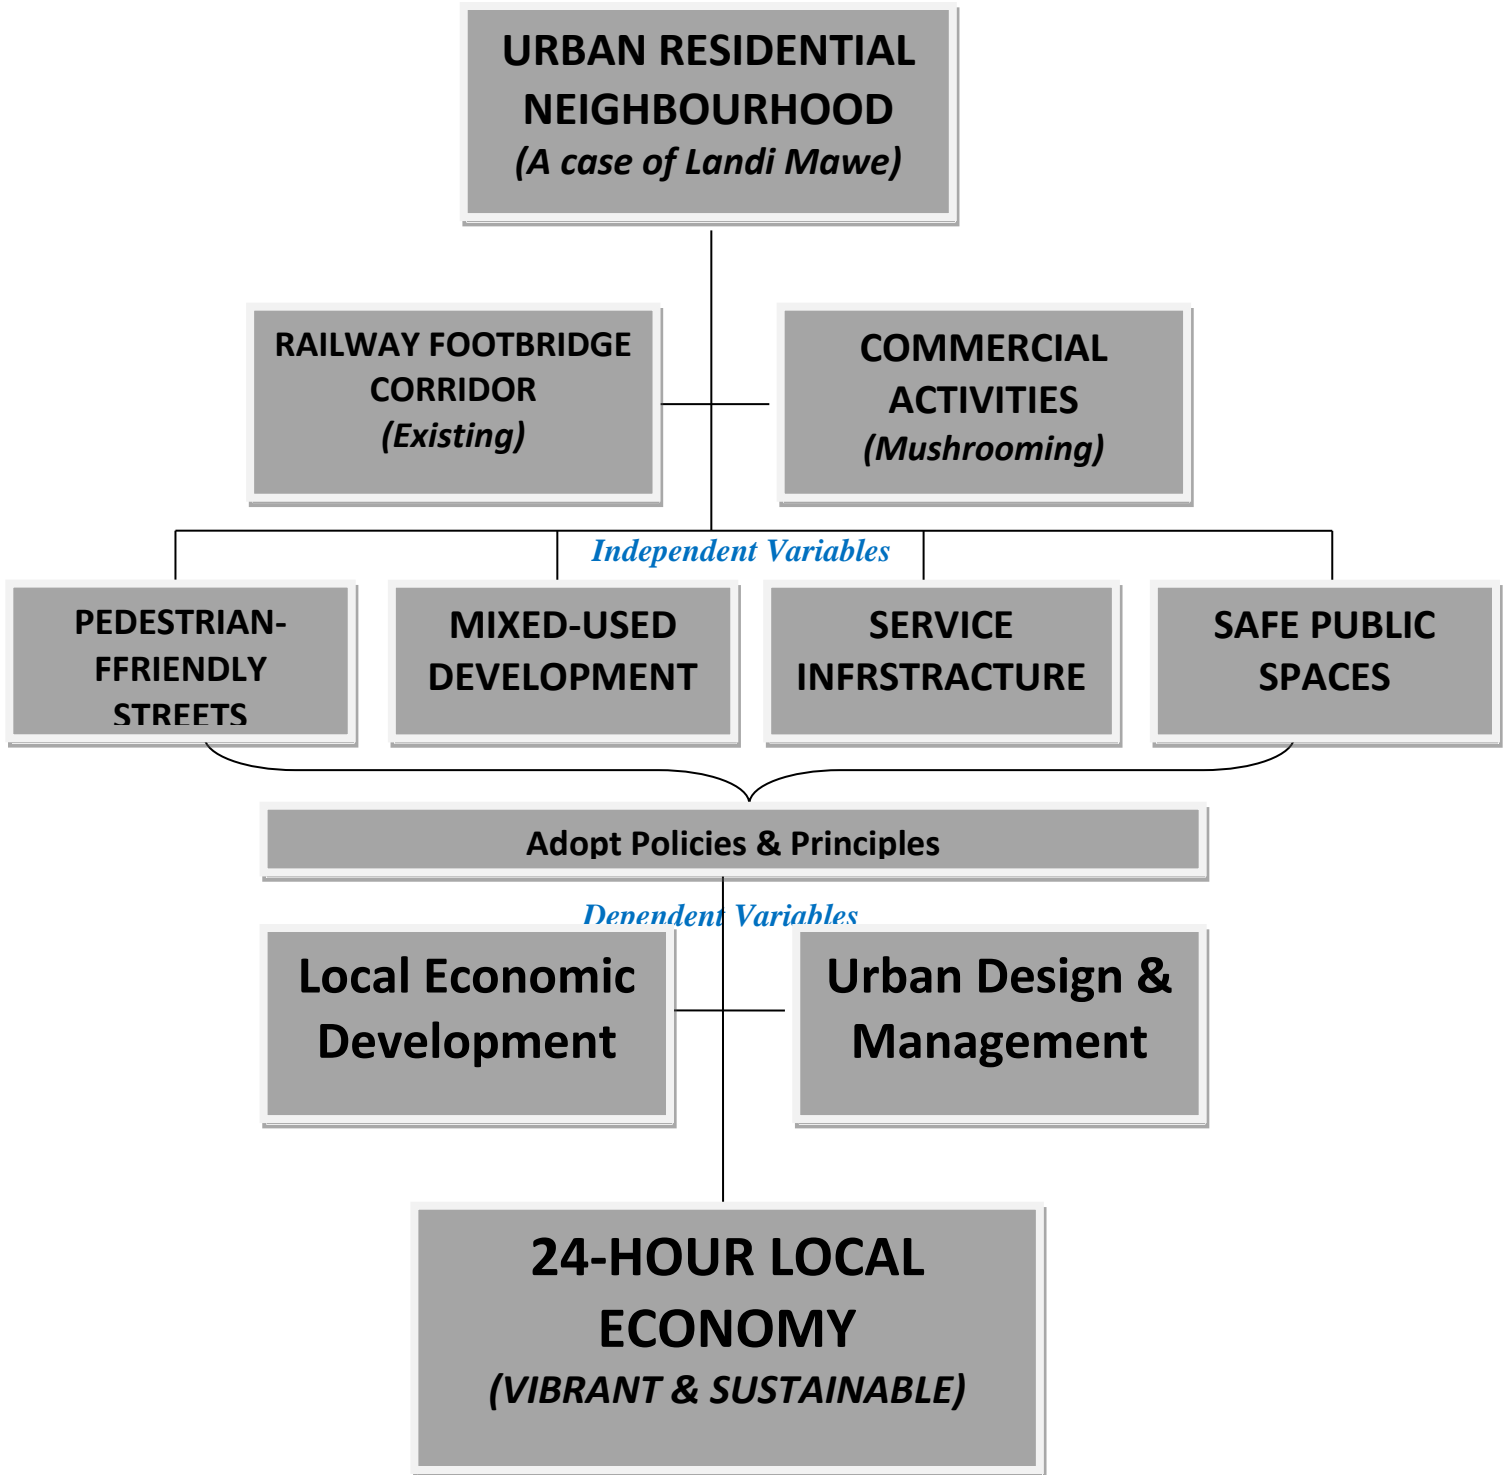 URBAN RESIDENTIAL
NEIGHBOURHOOD
(A case of Landi Mawe)
RAILWAY FOOTBRIDGE
CORRIDOR
(Existing)
COMMERCIAL
ACTIVITIES
(Mushrooming)
Independent Variables
PEDESTRIAN-
FFRIENDLY
STREETS
MIXED-USED
DEVELOPMENT
SERVICE
INFRSTRACTURE
SAFE PUBLIC
SPACES
Adopt Policies & Principles
Dependent Variables
Local Economic
Development
Urban Design &
Management
24-HOUR LOCAL
ECONOMY
(VIBRANT & SUSTAINABLE)